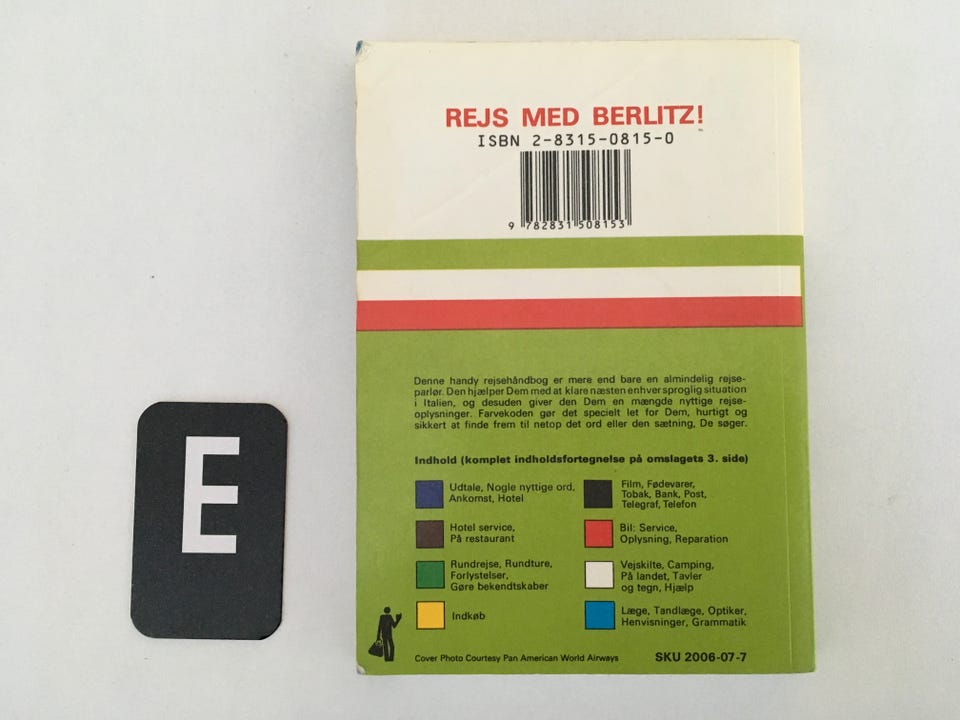 REJS MED BERLITZ!
ISBN 2-8315-0815-0
9 782831 508153
Denne handy rejsehåndbog er mere end bare en almindelig rejse-
parlør. Den hjælper Dem med at klare næsten enhver sproglig situation
i Italien, og desuden giver den Dem en mængde nyttige rejse-
oplysninger. Farvekoden gør det specielt let for Dem, hurtigt og
sikkert at finde frem til netop det ord eller den sætning, De søger.
Indhold (komplet indholdsfortegnelse på omslagets 3. side)
Udtale, Nogle nyttige ord,
Ankomst, Hotel
Hotel service,
På restaurant
Rundrejse, Rundture,
Forlystelser,
Gøre bekendtskaber
Indkøb
Film, Fødevarer,
Tobak, Bank, Post,
Telegraf, Telefon
Bil: Service,
Oplysning, Reparation
Vejskilte, Camping,
På landet, Tavler
og tegn, Hjælp
Læge, Tandlæge, Optiker,
Henvisninger, Grammatik
Cover Photo Courtesy Pan American World Airways
SKU 2006-07-7
E